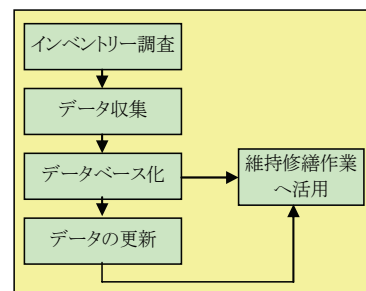 インベントリー調査
データ収集
データベース化
維持修繕作業
へ活用
データの更新